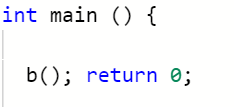 int main () {
b(); return 0;